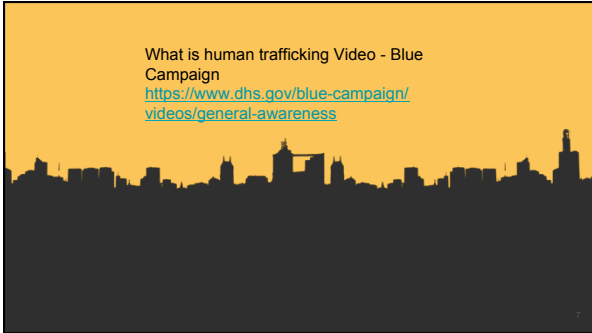 What is human trafficking Video - Blue
Campaign
https://www.dhs.gov/blue-campaign/
videos/general-awareness
7